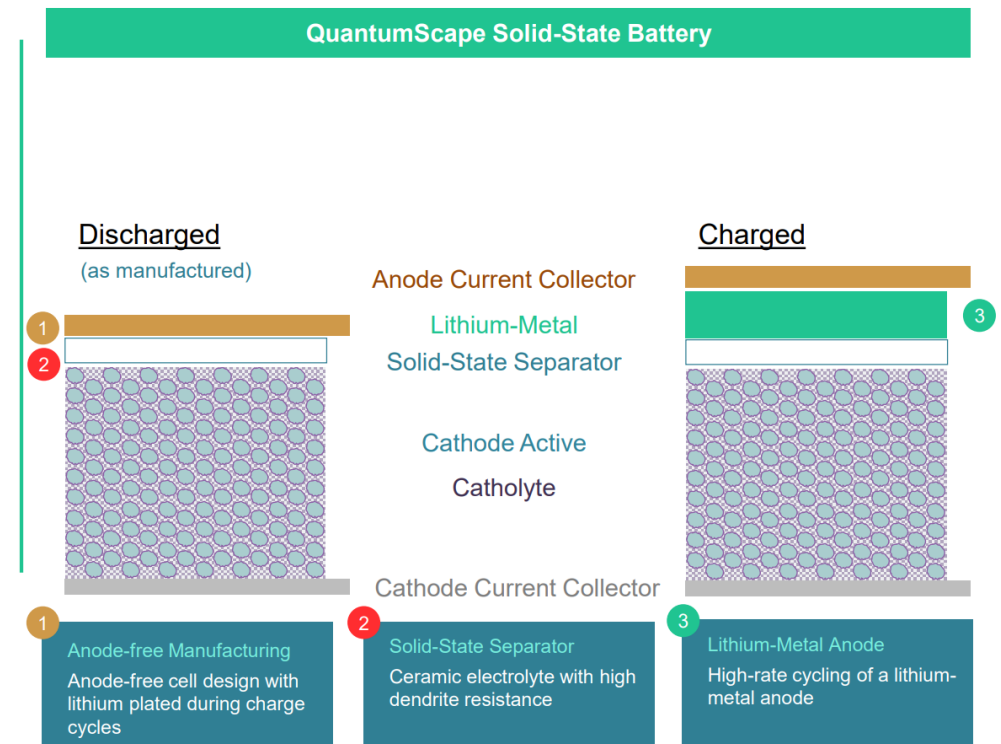 QuantumScape Solid-State Battery
Discharged
(as manufactured)
Charged
Anode Current Collector
1
Lithium-Metal
3
2
Solid-State Separator
Cathode Active
Catholyte
Cathode Current Collector
1
Anode-free Manufacturing
Anode-free cell design with
lithium plated during charge
cycles
2
Solid-State Separator
Ceramic electrolyte with high
dendrite resistance
3
Lithium-Metal Anode
High-rate cycling of a lithium-
metal anode